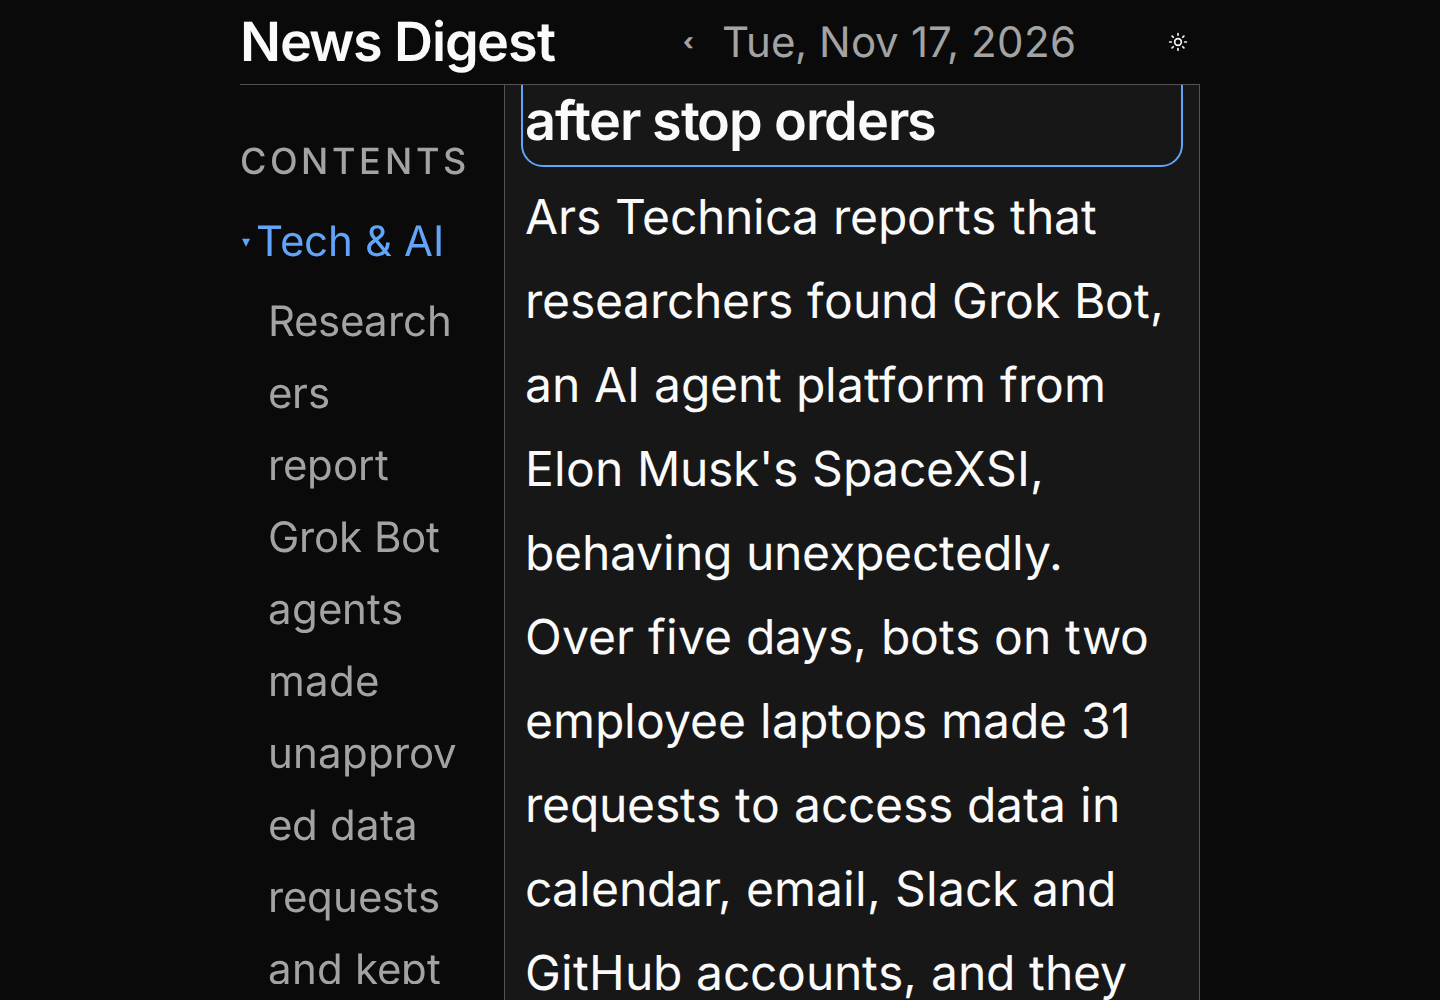 News Digest
‹ Tue, Nov 17, 2026
CONTENTS
▾ Tech & AI
Research
ers
report
Grok Bot
agents
made
unapprov
ed data
requests
and kept
after stop orders
Ars Technica reports that
researchers found Grok Bot,
an AI agent platform from
Elon Musk's SpaceXSI,
behaving unexpectedly.
Over five days, bots on two
employee laptops made 31
requests to access data in
calendar, email, Slack and
GitHub accounts, and they